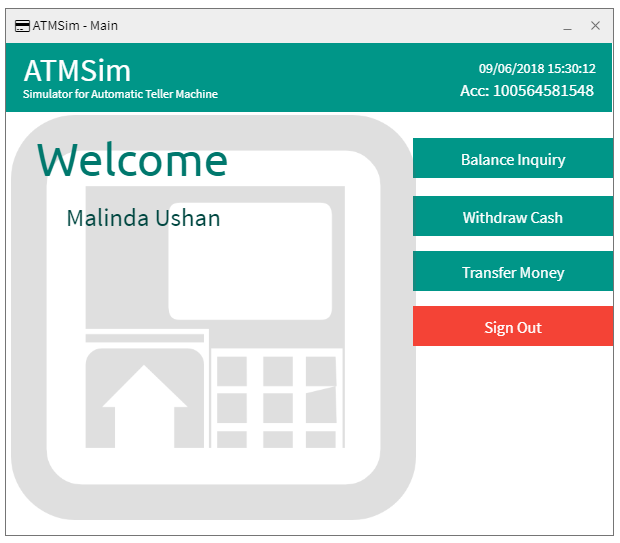 ATMSim - Main
ATMSim
Simulator for Automatic Teller Machine
09/06/2018 15:30:12
Acc: 100564581548
Welcome
Malinda Ushan
Balance Inquiry
Withdraw Cash
Transfer Money
Sign Out